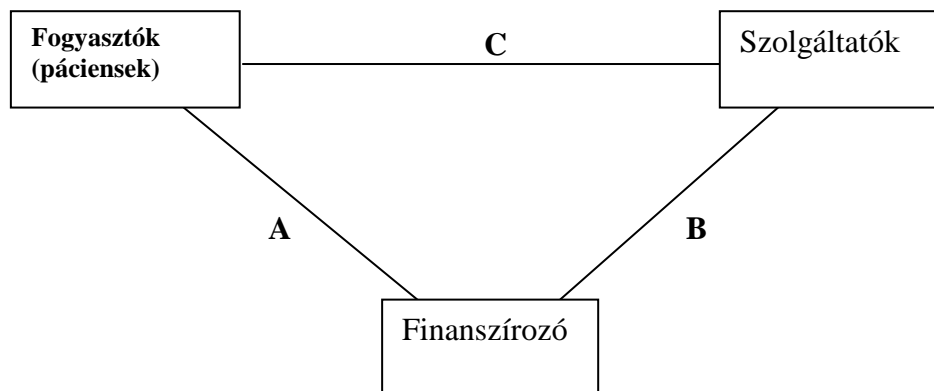 Fogyasztók
(páciensek)
C
Szolgáltatók
A
B
Finanszírozó